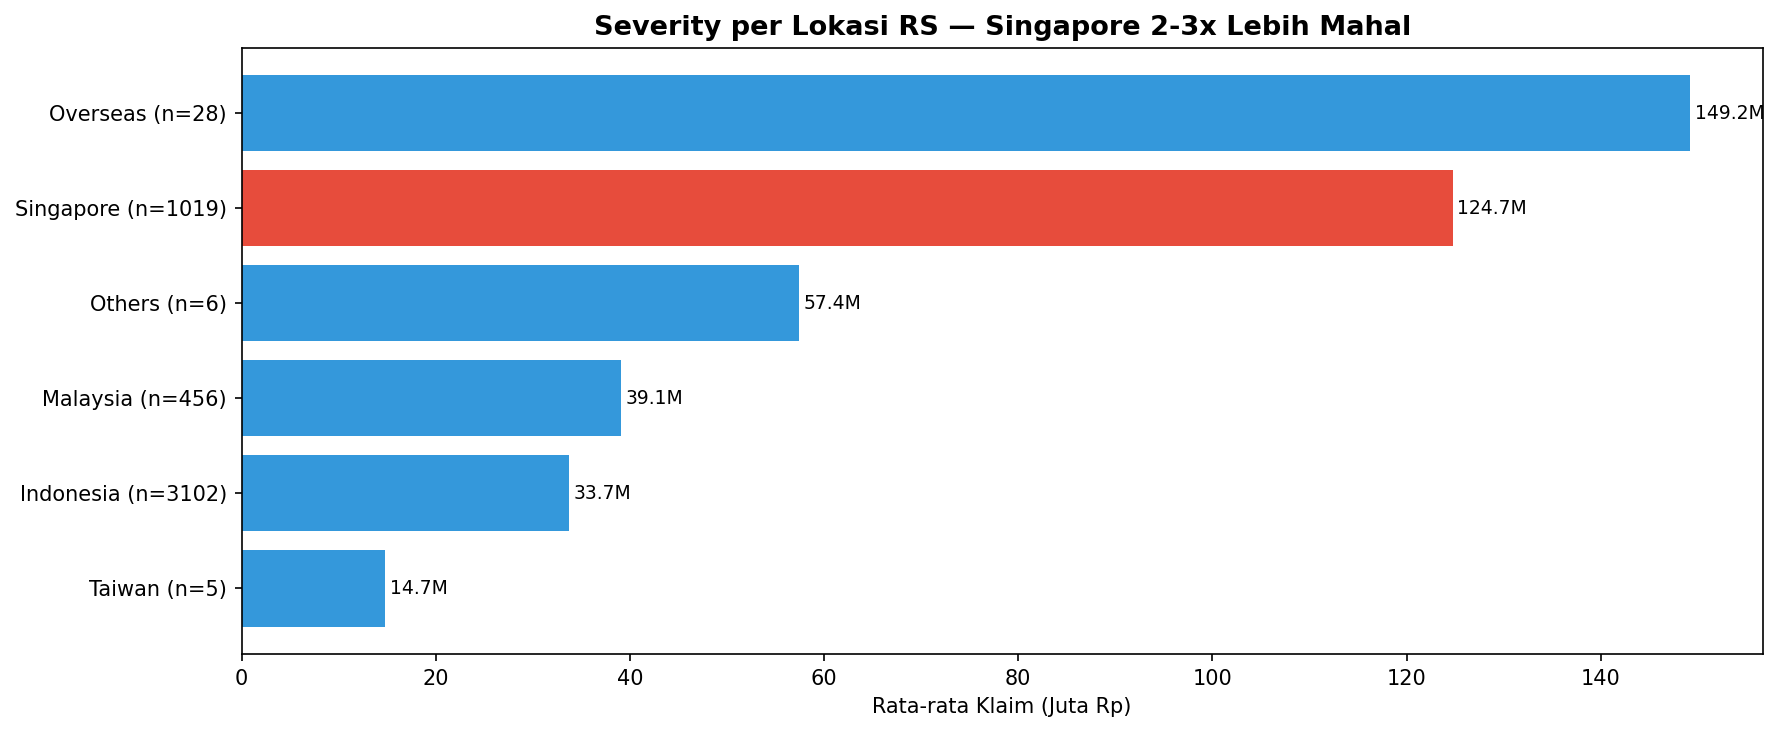 Severity per Lokasi RS — Singapore 2-3x Lebih Mahal
Overseas (n=28)
149.2M
Singapore (n=1019)
124.7M
Others (n=6)
57.4M
Malaysia (n=456)
39.1M
Indonesia (n=3102)
33.7M
Taiwan (n=5)
14.7M
0 20 40 60 80 100 120 140
Rata-rata Klaim (Juta Rp)